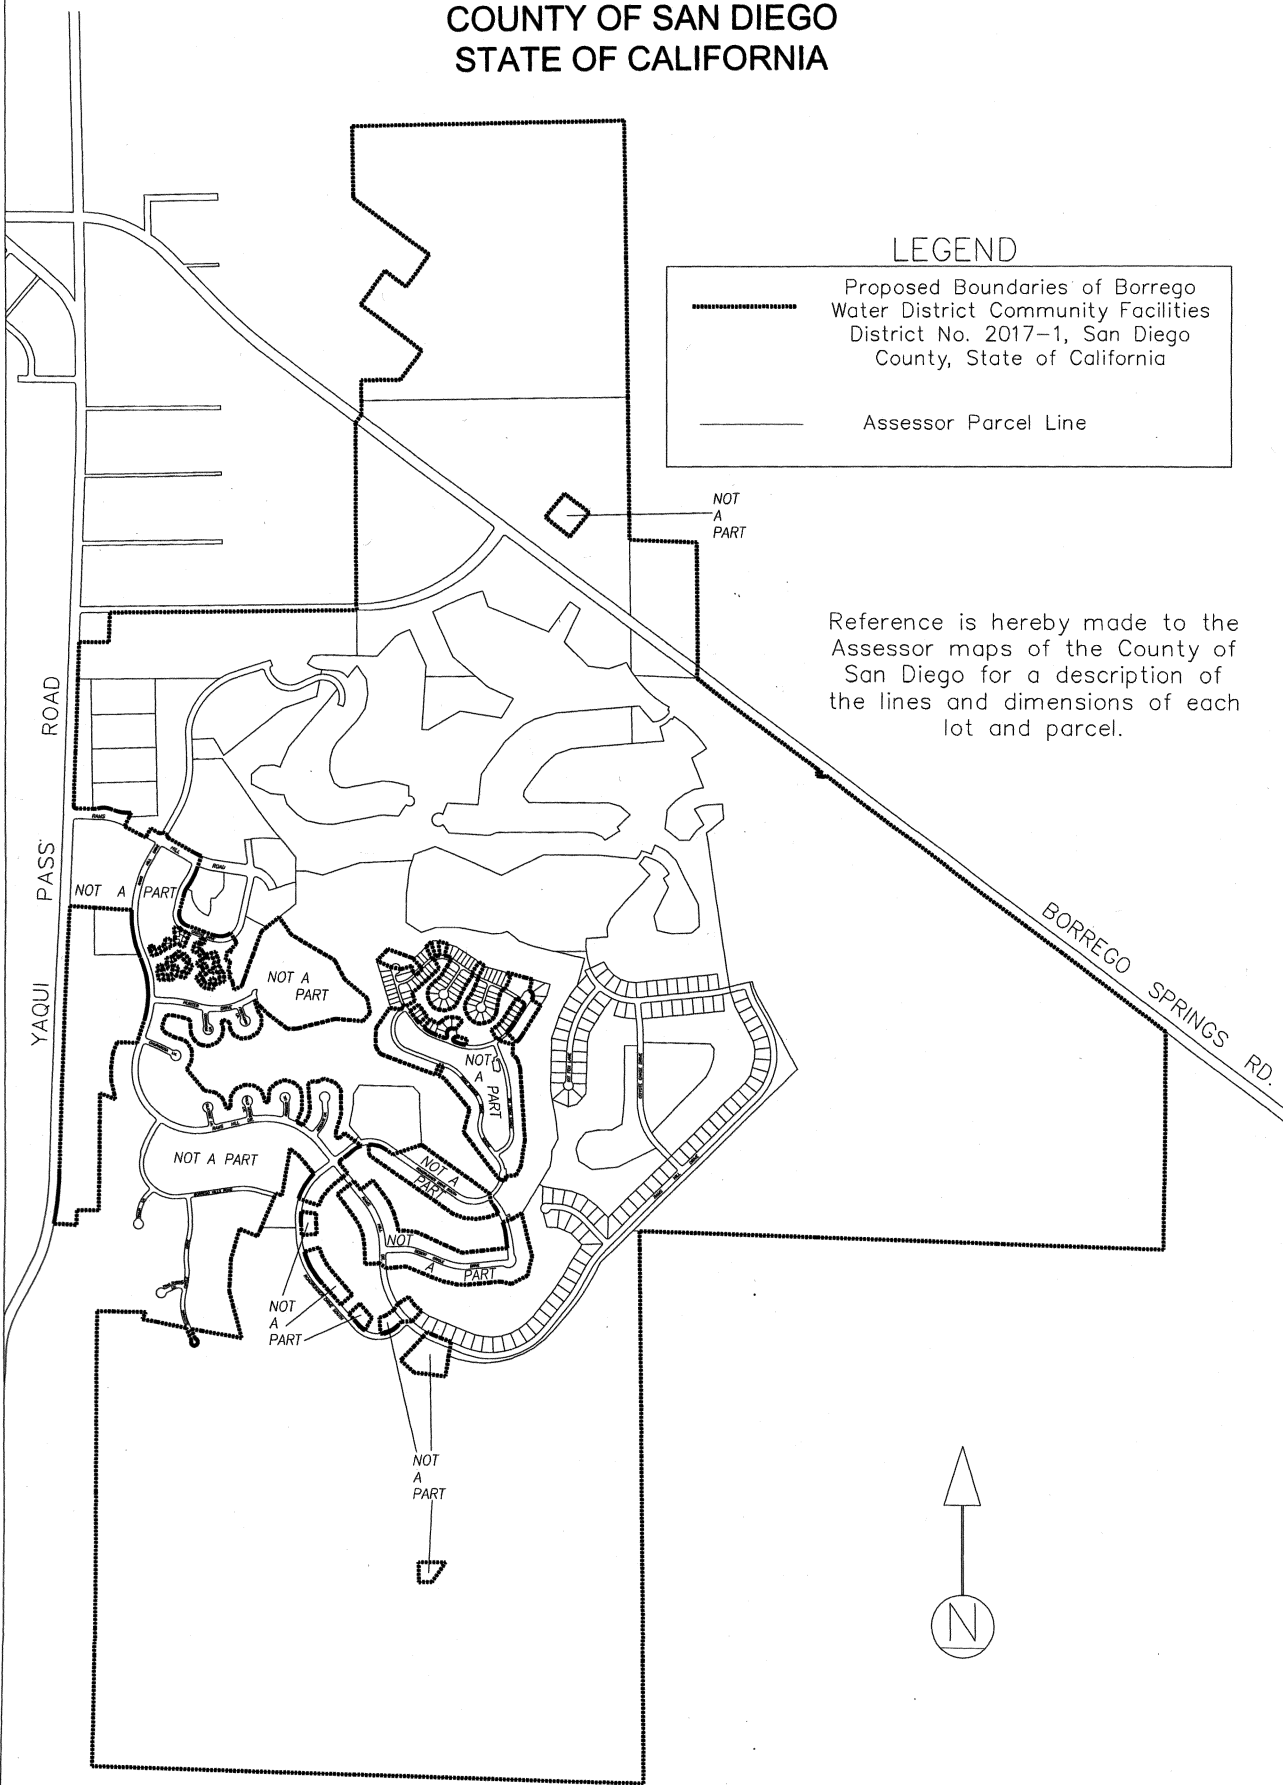 COUNTY OF SAN DIEGO
STATE OF CALIFORNIA
LEGEND
Proposed Boundaries of Borrego
Water District Community Facilities
District No. 2017-1, San Diego
County, State of California
Assessor Parcel Line
NOT
A
PART
Reference is hereby made to the
Assessor maps of the County of
San Diego for a description of
the lines and dimensions of each
lot and parcel.
YAQUI PASS ROAD
RAMS
HILL
ROAD
NOT A PART
NOT A
PART
BORREGO SPRINGS RD.
NOT
A
PART
NOT A PART
NOT A
PART
NOT
A
PART
NOT
A
PART
NOT
A
PART
N